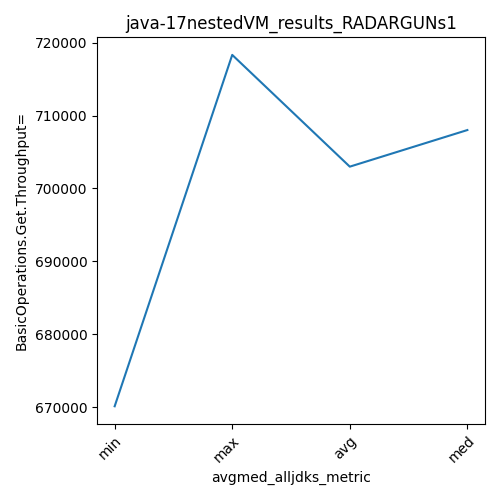 java-17nestedVM_results_RADARGUNs1
720000
710000
700000
690000
680000
670000
BasicOperations.Get.Throughput=
min
max
avg
med
avgmed_alljdks_metric